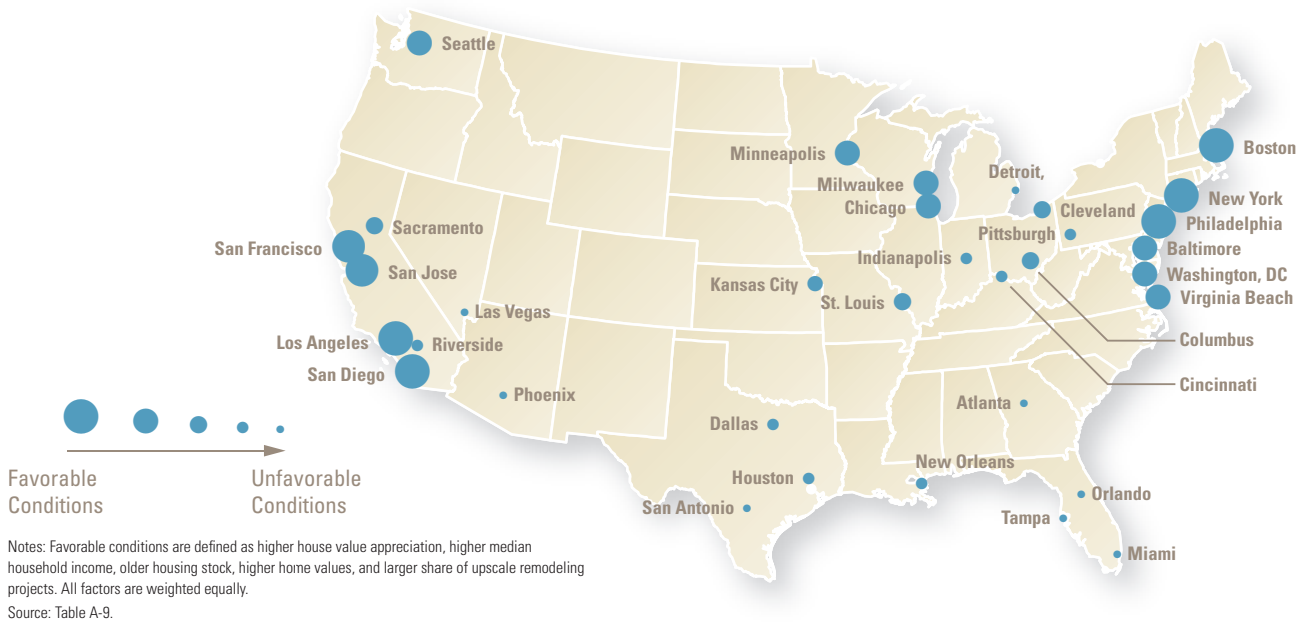 Seattle
Minneapolis
Boston
Detroit,
Milwaukee
New York
Chicago
Cleveland
Sacramento
Philadelphia
Pittsburgh
San Francisco
Baltimore
Indianapolis
San Jose
Washington, DC
Kansas City
Virginia Beach
St. Louis
Las Vegas
Los Angeles
Riverside
Columbus
San Diego
Cincinnati
Phoenix
Atlanta
Dallas
New Orleans
Houston
Favorable
Conditions
Unfavorable
Conditions
Orlando
San Antonio
Tampa
Miami
Notes: Favorable conditions are defined as higher house value appreciation, higher median
household income, older housing stock, higher home values, and larger share of upscale remodeling
projects. All factors are weighted equally.
Source: Table A-9.